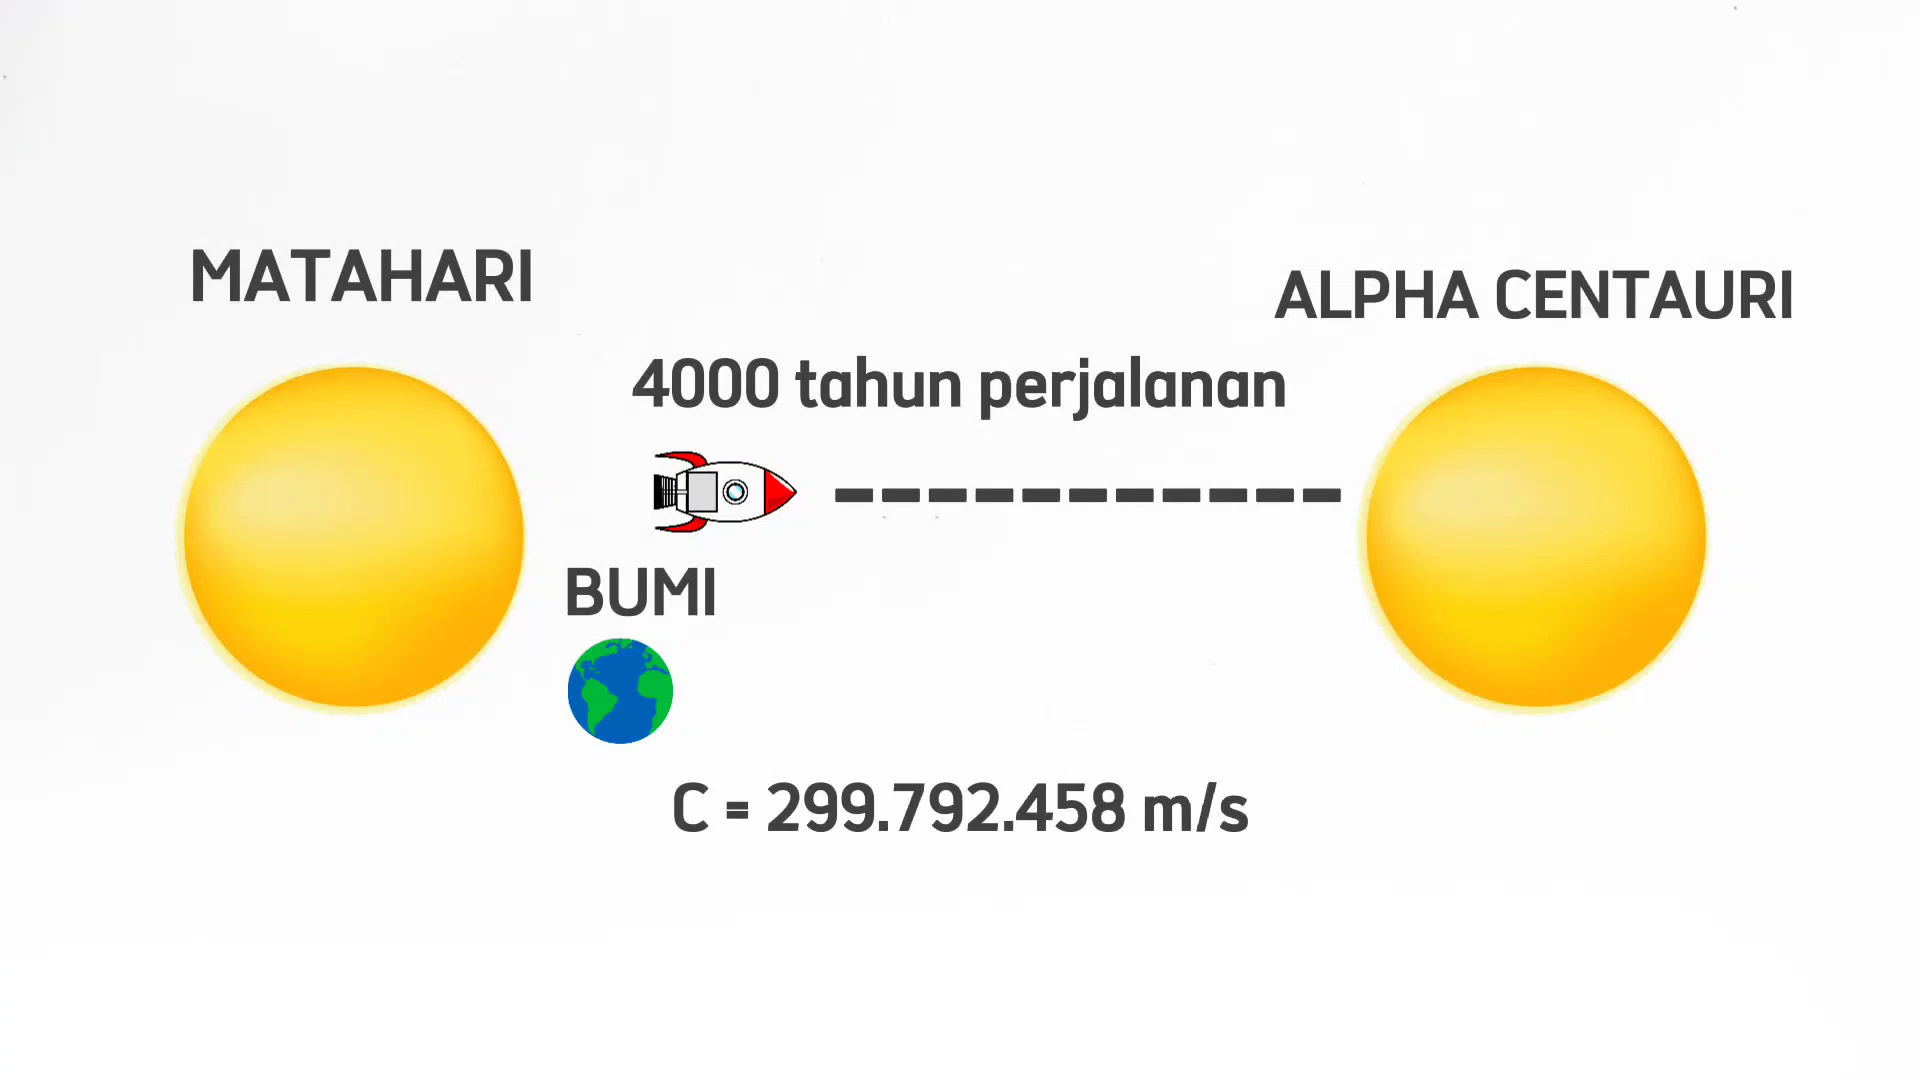 MATAHARI
ALPHA CENTAURI
4000 tahun perjalanan
BUMI
C = 299.792.458 m/s